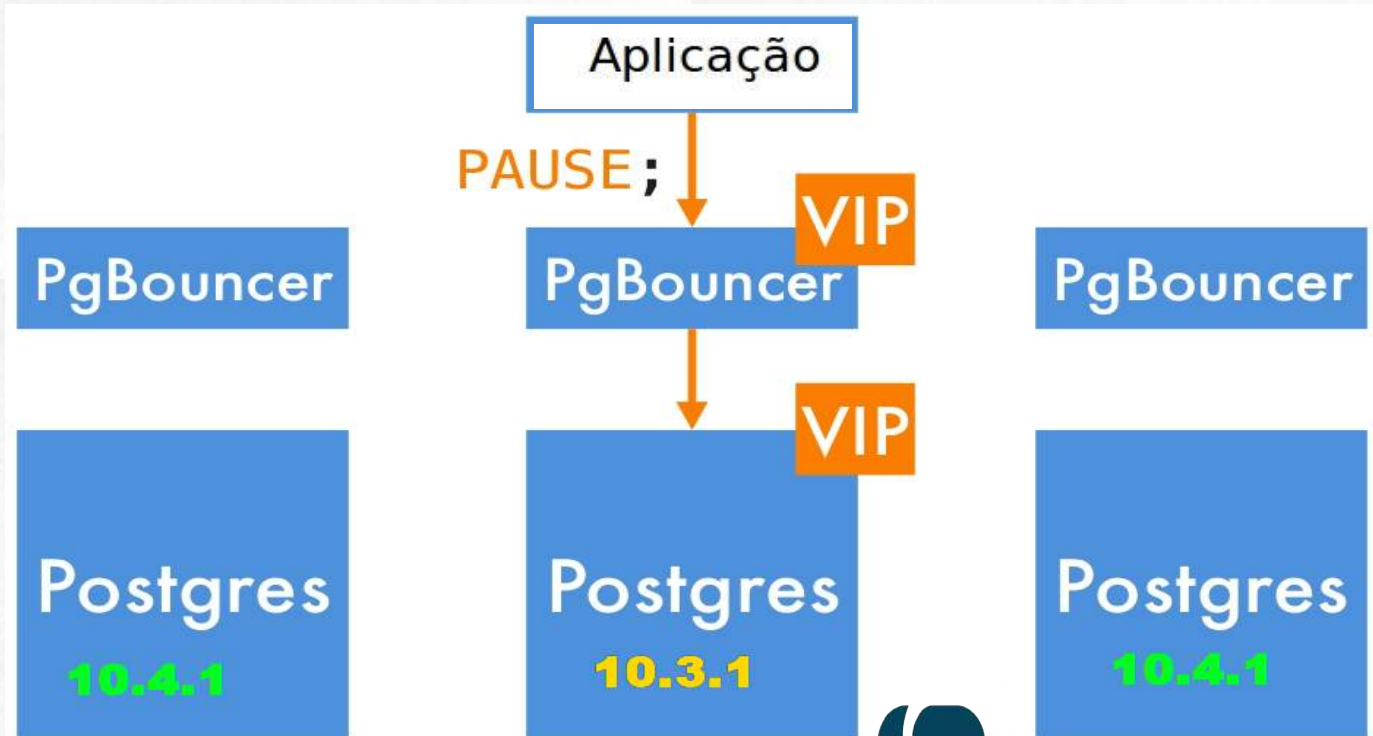 Aplicação
PAUSE;
VIP
PgBouncer
PgBouncer
PgBouncer
VIP
Postgres
Postgres
Postgres
10.4.1
10.3.1
10.4.1